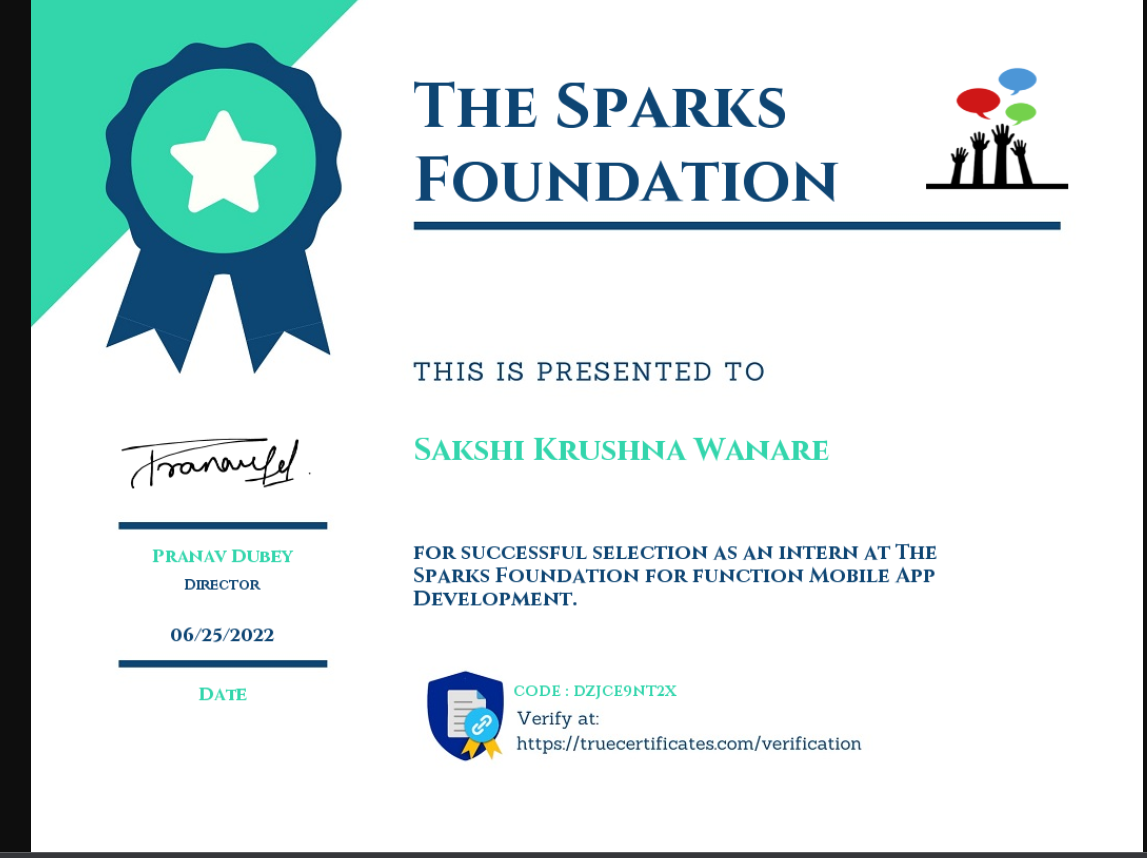 The Sparks
Foundation
THIS IS PRESENTED TO
Sakshi Krushna Wanare
for successful selection as an intern at The
Sparks Foundation for function Mobile App
Development.
Pranav Dubey
Director
06/25/2022
Date
code : DZJCE9NT2X
Verify at:
https://truecertificates.com/verification